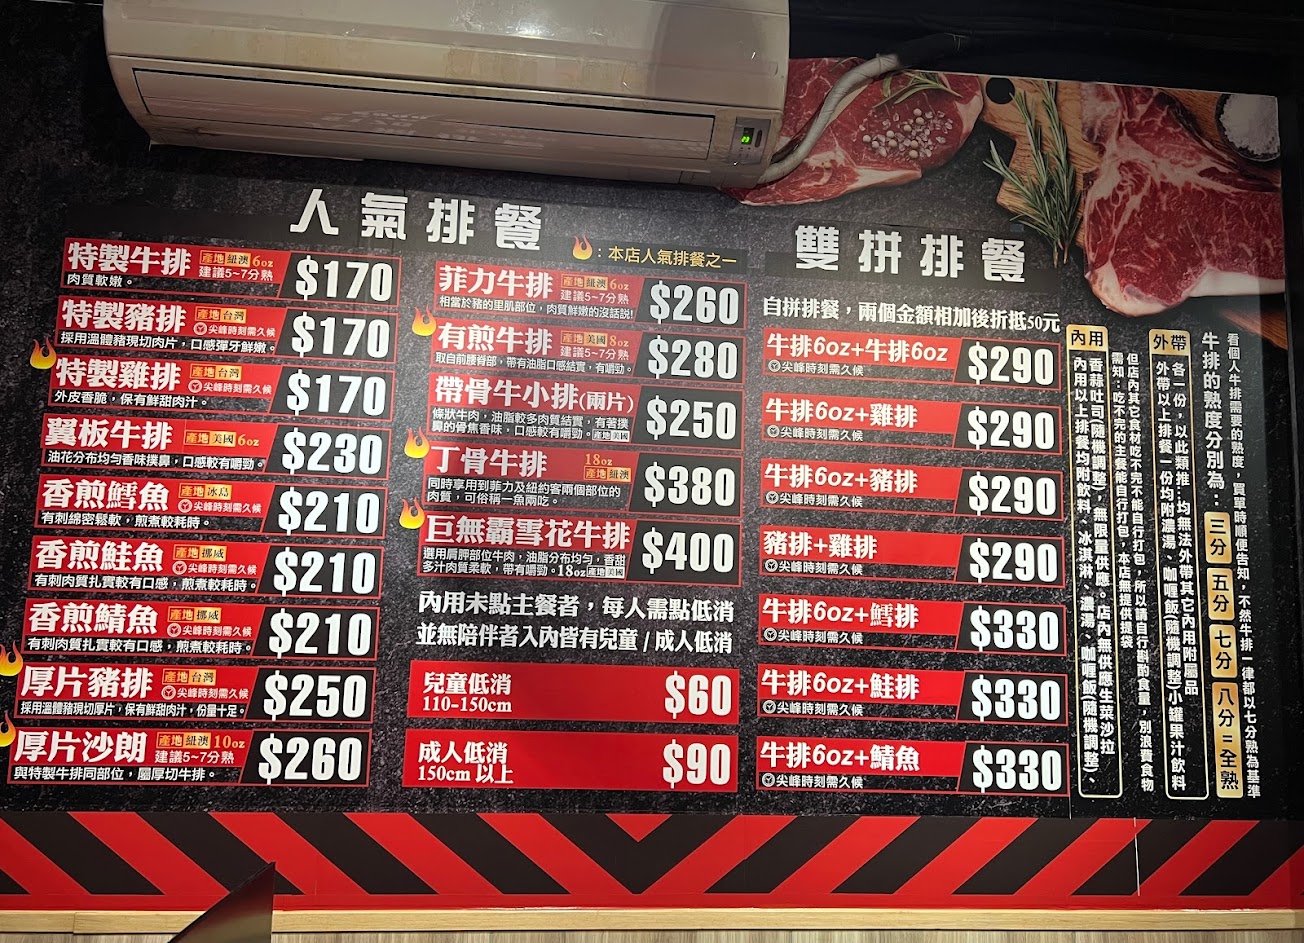 人氣排餐
特製牛排 產地紐澳 6oz 建議5~7分熟 $170
肉質軟嫩。
特製豬排 產地台灣 尖峰時刻需久候 $170
採用溫體豬現切肉片，口感彈牙鮮嫩。
特製雞排 產地台灣 尖峰時刻需久候 $170
外皮香脆，保有鮮甜肉汁。
翼板牛排 產地美國 6oz $230
油花分布均勻香味撲鼻，口感較有嚼勁。
香煎鱈魚 產地冰島 尖峰時刻需久候 $210
有刺綿密鬆軟，煎煮較耗時。
香煎鮭魚 產地挪威 尖峰時刻需久候 $210
有刺肉質扎實較有口感，煎煮較耗時。
香煎鯖魚 產地挪威 尖峰時刻需久候 $210
有刺肉質扎實較有口感，煎煮較耗時。
厚片豬排 產地台灣 尖峰時刻需久候 $250
採用溫體豬現切厚片，保有鮮甜肉汁，份量十足。
厚片沙朗 產地紐澳 10oz 建議5~7分熟 $260
與特製牛排同部位，屬厚切牛排。
：本店人氣排餐之一
菲力牛排 產地紐澳 6oz 建議5~7分熟 $260
相當於豬的里肌部位，肉質鮮嫩的沒話説!
有煎牛排 產地美國 8oz 建議5~7分熟 $280
取自前腰脊部，帶有油脂口感結實，有嚼勁。
帶骨牛小排(兩片) $250
條狀牛肉，油脂較多肉質結實，有著撲
鼻的骨焦香味，口感較有嚼勁。產地美國
丁骨牛排 18oz 產地紐澳 $380
同時享用到菲力及紐約客兩個部位的
肉質，可俗稱一魚兩吃。
巨無霸雪花牛排 $400
選用肩胛部位牛肉，油脂分布均勻，香甜
多汁肉質柔軟，帶有嚼勁。18oz 產地美國
內用未點主餐者，每人需點低消
並無陪伴者入內皆有兒童 / 成人低消
兒童低消 $60
110-150cm
成人低消 $90
150cm 以上
雙拼排餐
自拼排餐，兩個金額相加後折抵50元
牛排6oz+牛排6oz $290
尖峰時刻需久候
牛排6oz+雞排 $290
尖峰時刻需久候
牛排6oz+豬排 $290
尖峰時刻需久候
豬排+雞排 $290
尖峰時刻需久候
牛排6oz+鱈排 $330
尖峰時刻需久候
牛排6oz+鮭排 $330
尖峰時刻需久候
牛排6oz+鯖魚 $330
尖峰時刻需久候
看個人牛排需要的熟度，買單時順便告知，不然牛排一律都以七分熟為基準
牛排的熟度分別為：三分 五分 七分 八分=全熟
外帶
各一份，以此類推…均無法外帶其它內用附屬品
外帶以上排餐一份均附濃湯、咖喱飯(隨機調整)小罐果汁飲料
但店內其它食材吃不完不能自行打包，所以請自行斟酌食量，別浪費食物
需知：吃不完的主餐能自行打包，本店無提供提袋
內用
香蒜吐司(隨機調整)，無限量供應。店內無供應生菜沙拉
內用以上排餐均附飲料、冰淇淋、濃湯、咖喱飯(隨機調整)、